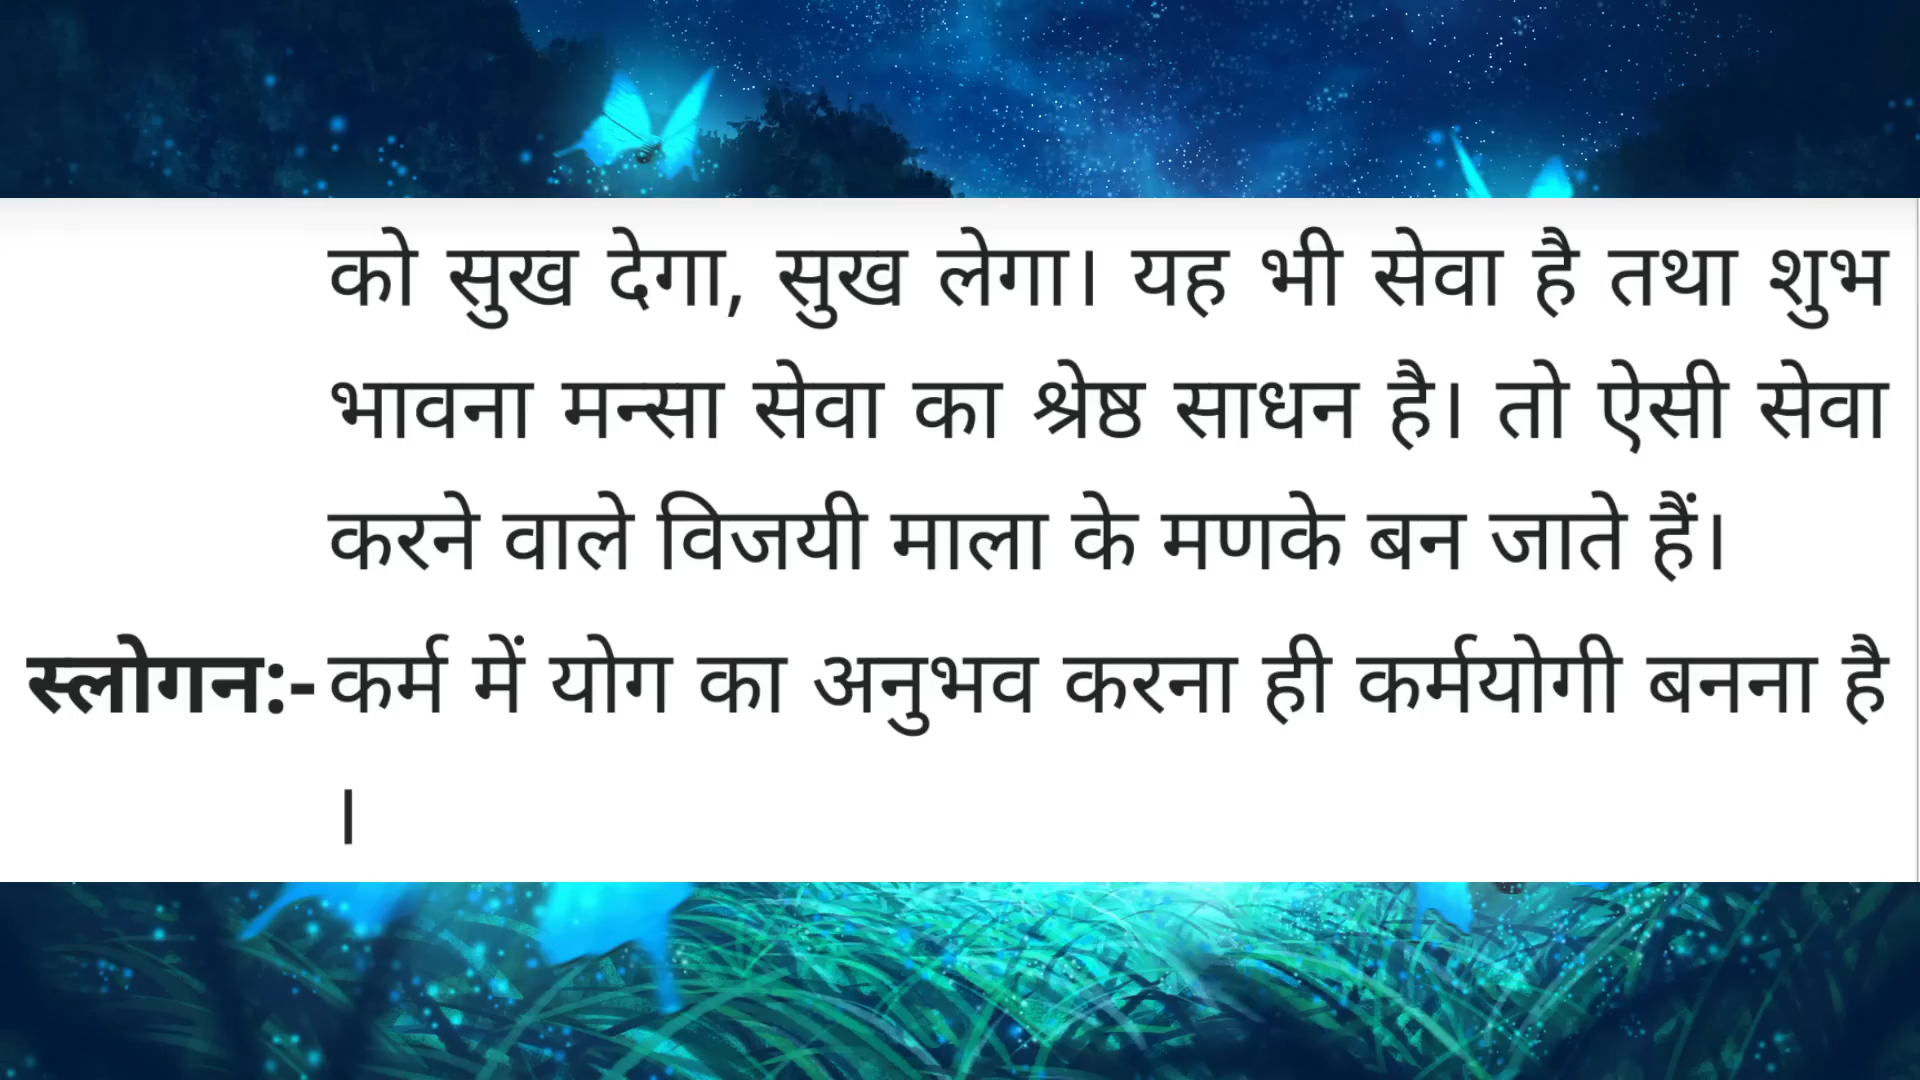 को सुख देगा, सुख लेगा। यह भी सेवा है तथा शुभ
भावना मन्सा सेवा का श्रेष्ठ साधन है। तो ऐसी सेवा
करने वाले विजयी माला के मणके बन जाते हैं।
स्लोगन:- कर्म में योग का अनुभव करना ही कर्मयोगी बनना है
।